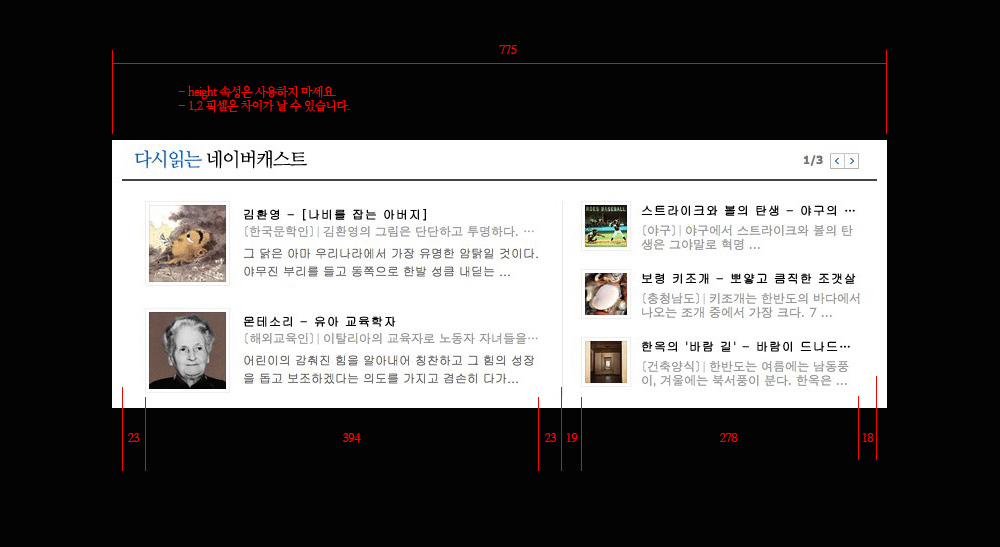 775
- height 속성은 사용하지 마세요
- 1,2 픽셀은 차이가 날 수 있습니다.
다시읽는 네이버캐스트
1/3
김환영 - [나비를 잡는 아버지]
[한국문학인] | 김환영의 그림은 단단하고 투명하다. ...
그 닭은 아마 우리나라에서 가장 유명한 암탉일 것이다.
야무진 부리를 들고 동쪽으로 한발 성큼 내딛는 ...
몬테소리 - 유아 교육학자
[해외교육인] | 이탈리아의 교육자로 노동자 자녀들을...
어린이의 감춰진 힘을 알아내어 칭찬하고 그 힘의 성장
을 돕고 보조하겠다는 의도를 가지고 겸손히 다가...
스트라이크와 볼의 탄생 - 야구의 ...
[야구] | 야구에서 스트라이크와 볼의 탄
생은 그야말로 혁명 ...
보령 키조개 - 뽀얗고 큼직한 조갯살
[충청남도] | 키조개는 한반도의 바다에서
나오는 조개 중에서 가장 크다. 7 ...
한옥의 '바람 길' - 바람이 드나드...
[건축양식] | 한반도는 여름에는 남동풍
이, 겨울에는 북서풍이 분다. 한옥은 ...
23
394
23
19
278
18